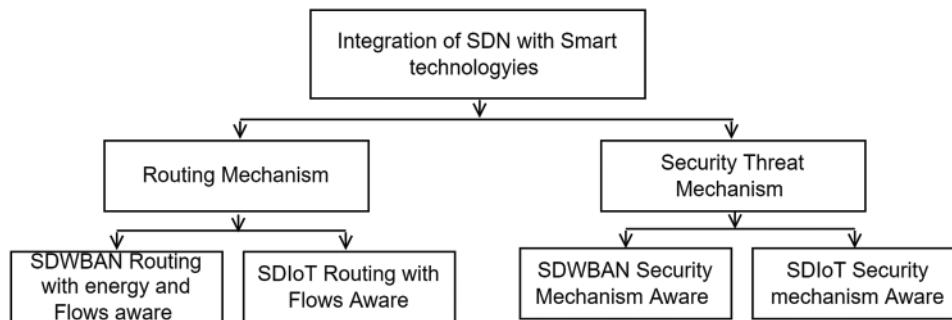 Integration of SDN with Smart
technologyies
Routing Mechanism
Security Threat
Mechanism
SDWBAN Routing
with energy and
Flows aware
SDIoT Routing with
Flows Aware
SDWBAN Security
Mechanism Aware
SDIoT Security
mechanism Aware